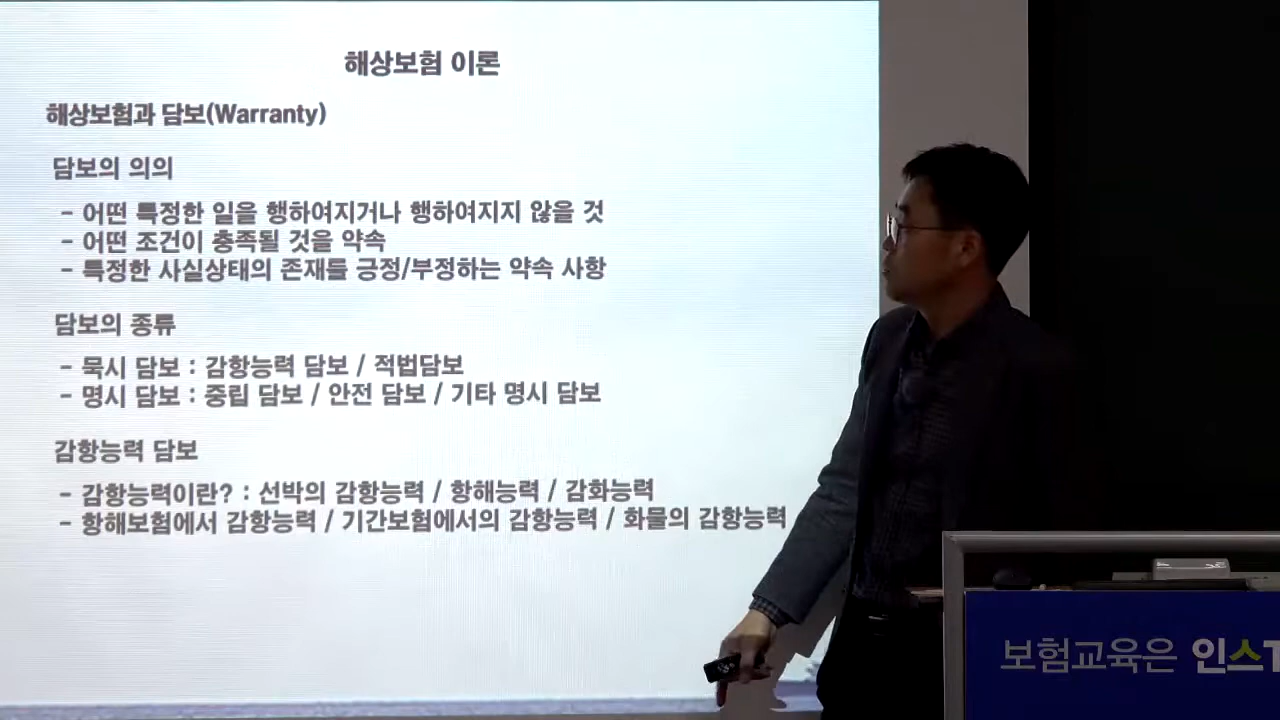 해상보험 이론
해상보험과 담보(Warranty)
담보의 의의
- 어떤 특정한 일을 행하여지거나 행하여지지 않을 것
- 어떤 조건이 충족될 것을 약속
- 특정한 사실상태의 존재를 긍정/부정하는 약속 사항
담보의 종류
- 묵시 담보 : 감항능력 담보 / 적법담보
- 명시 담보 : 중립 담보 / 안전 담보 / 기타 명시 담보
감항능력 담보
- 감항능력이란? : 선박의 감항능력 / 항해능력 / 감화능력
- 항해보험에서 감항능력 / 기간보험에서의 감항능력 / 화물의 감항능력
보험교육은 인스